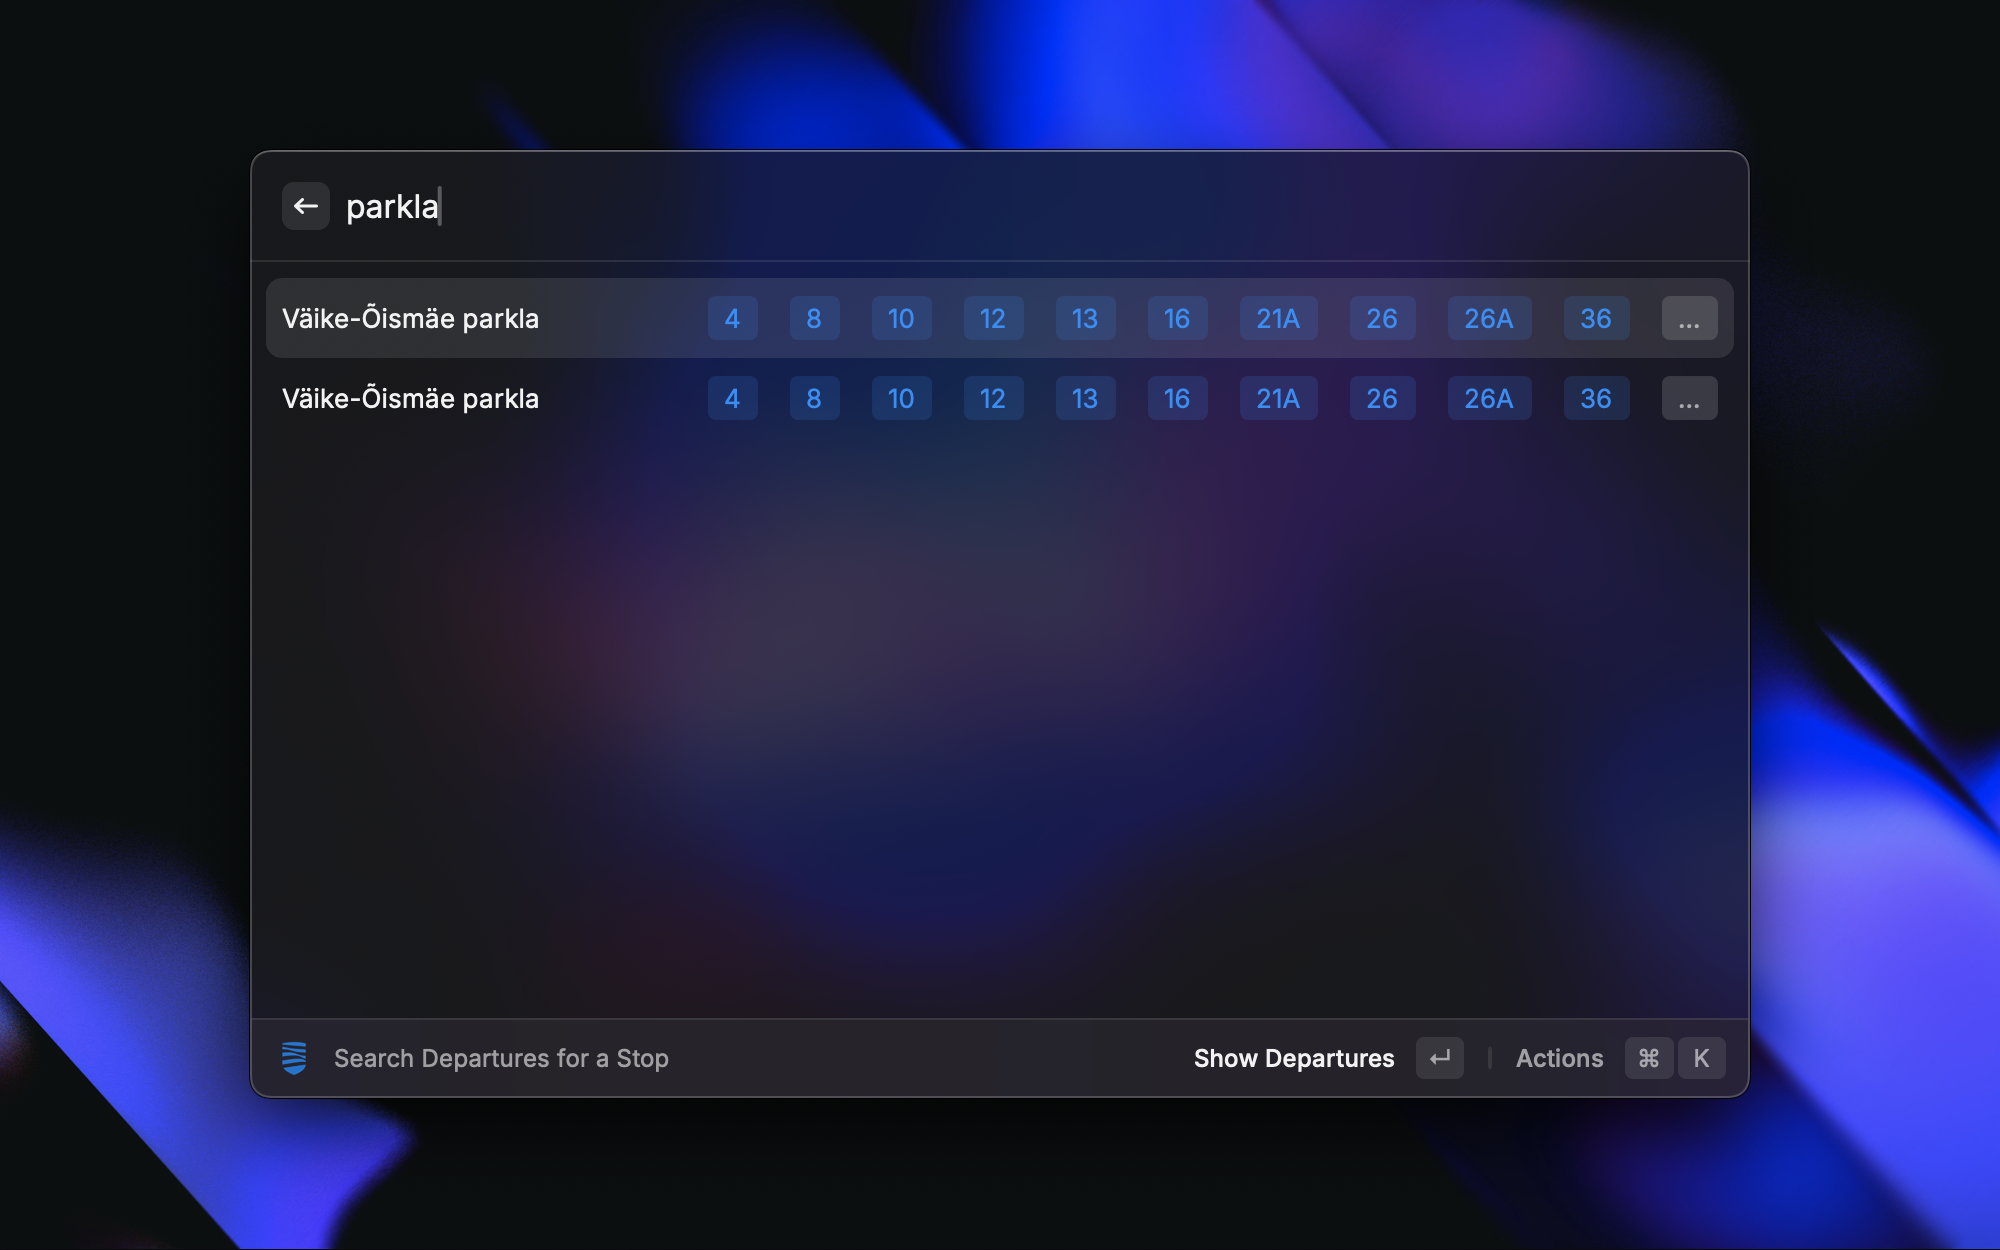 parkla
Väike-Õismäe parkla 4 8 10 12 13 16 21A 26 26A 36 ...
Väike-Õismäe parkla 4 8 10 12 13 16 21A 26 26A 36 ...
Search Departures for a Stop Show Departures ↵ Actions ⌘ K